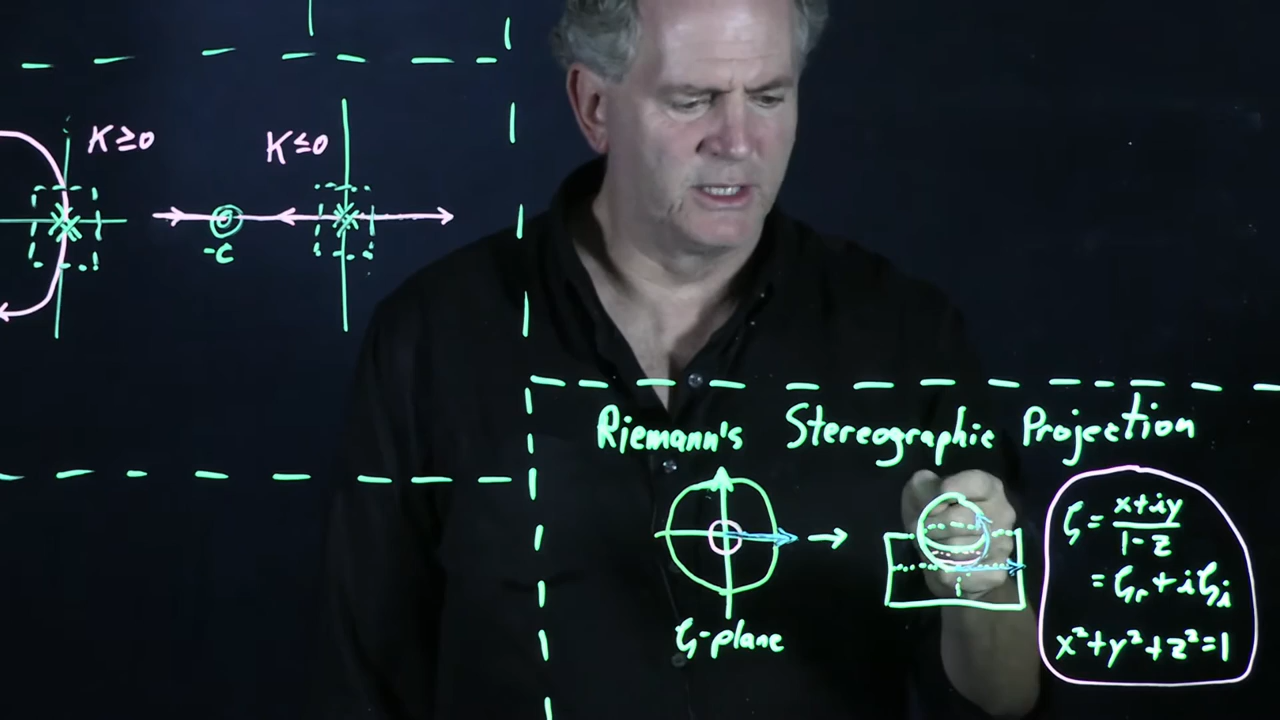 K≥0
K≤0
-c
Riemann's Stereographic Projection
ζ-plane
ζ = x+iy / 1-z
= ζr + iζi
x²+y²+z²=1